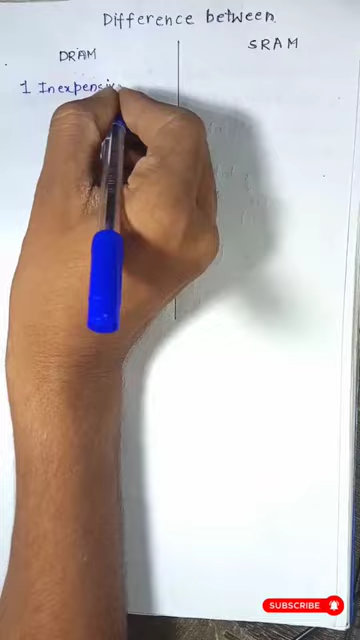 Difference between
DRAM
SRAM
1 Inexpensi
SUBSCRIBE